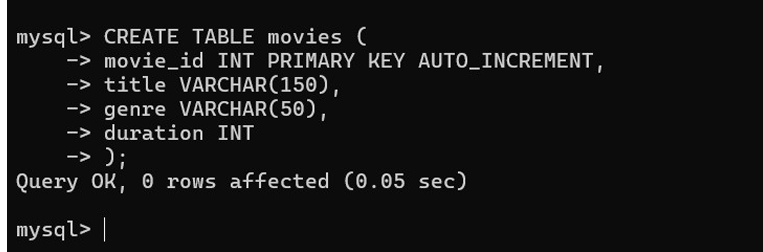 mysql> CREATE TABLE movies (
    -> movie_id INT PRIMARY KEY AUTO_INCREMENT,
    -> title VARCHAR(150),
    -> genre VARCHAR(50),
    -> duration INT
    -> );
Query OK, 0 rows affected (0.05 sec)
mysql>